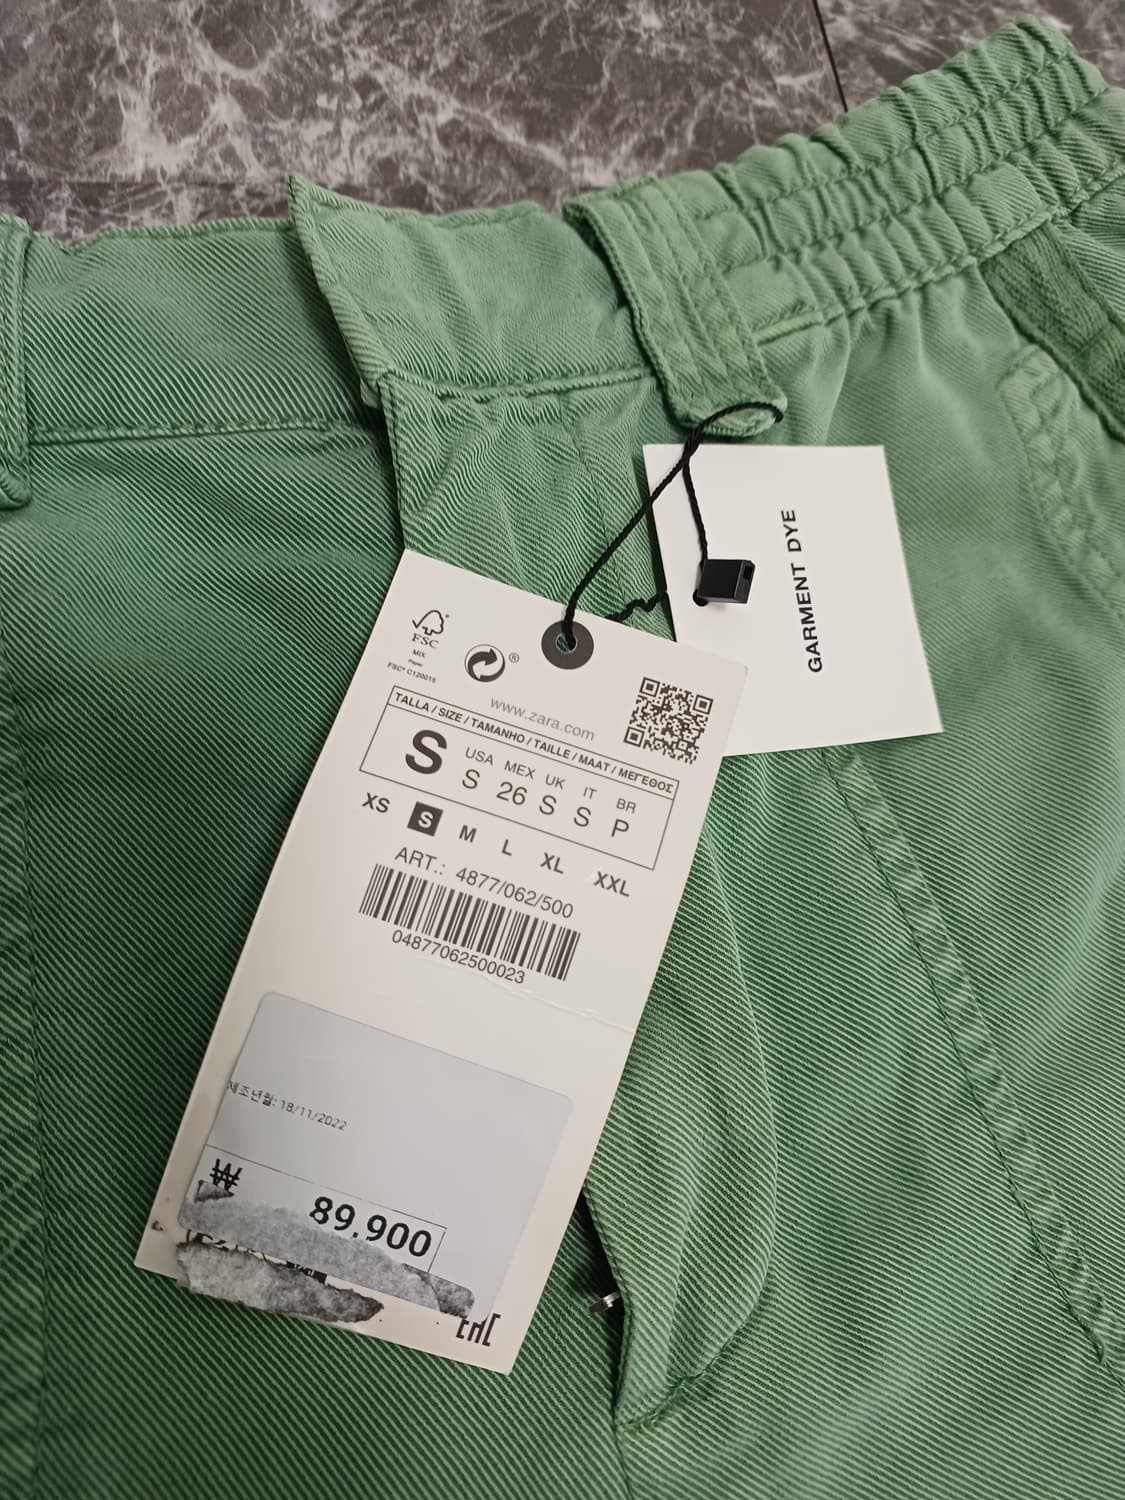 GARMENT DYE
FSC®
MIX
Paper
FSC® C120015
®
www.zara.com
TALLA / SIZE / TAMANHO / TAILLE / MAAT / ΜΕΓΕΘΟΣ
S
USA MEX UK IT BR
S 26 S S P
XS S M L XL XXL
ART.: 4877/062/500
04877062500023
제조년월: 18/11/2022
₩
89.900
EAC